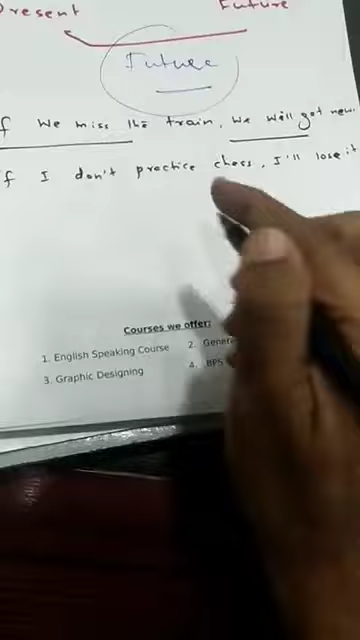 Present Future
Future
If We miss the train, we will get new.
If I don't practice chess, I'll lose it
Courses we offer:
1. English Speaking Course 2. Gener
3. Graphic Designing 4. BPS